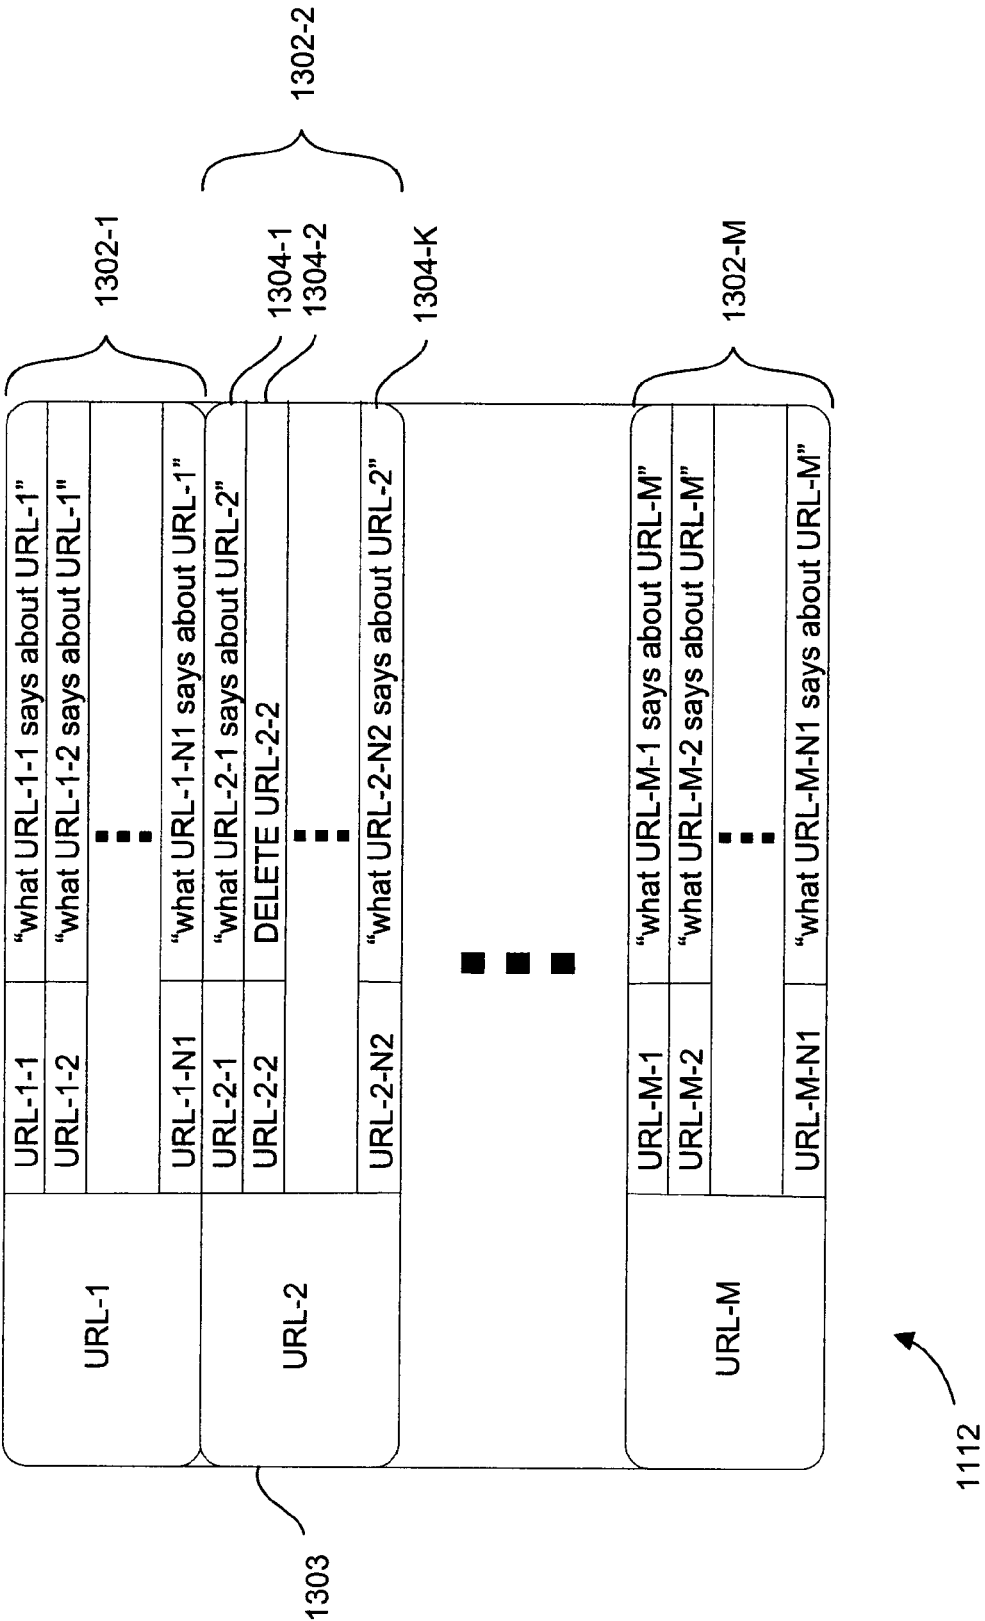 1302-1
1302-2
URL-1
URL-1-1
“what URL-1-1 says about URL-1”
URL-1-2
“what URL-1-2 says about URL-1"
URL-1-N1
“what URL-1-N1 says about URL-1”
URL-2
URL-2-1
“what URL-2-1 says about URL-2”
1304-1
URL-2-2
DELETE URL-2-2
1304-2
URL-2-N2
“what URL-2-N2 says about URL-2”
1304-K
1303
URL-M
URL-M-1
“what URL-M-1 says about URL-M”
URL-M-2
“what URL-M-2 says about URL-M”
URL-M-N1
“what URL-M-N1 says about URL-M”
1302-M
1112